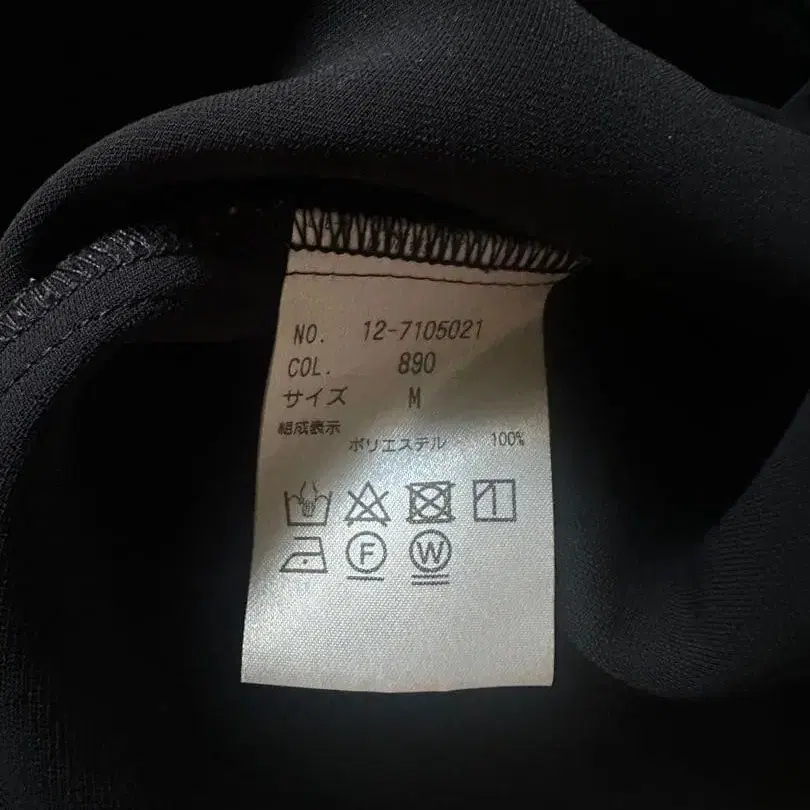 NO. 12-7105021
COL. 890
サイズ M
組成表示
ポリエステル 100%
F W